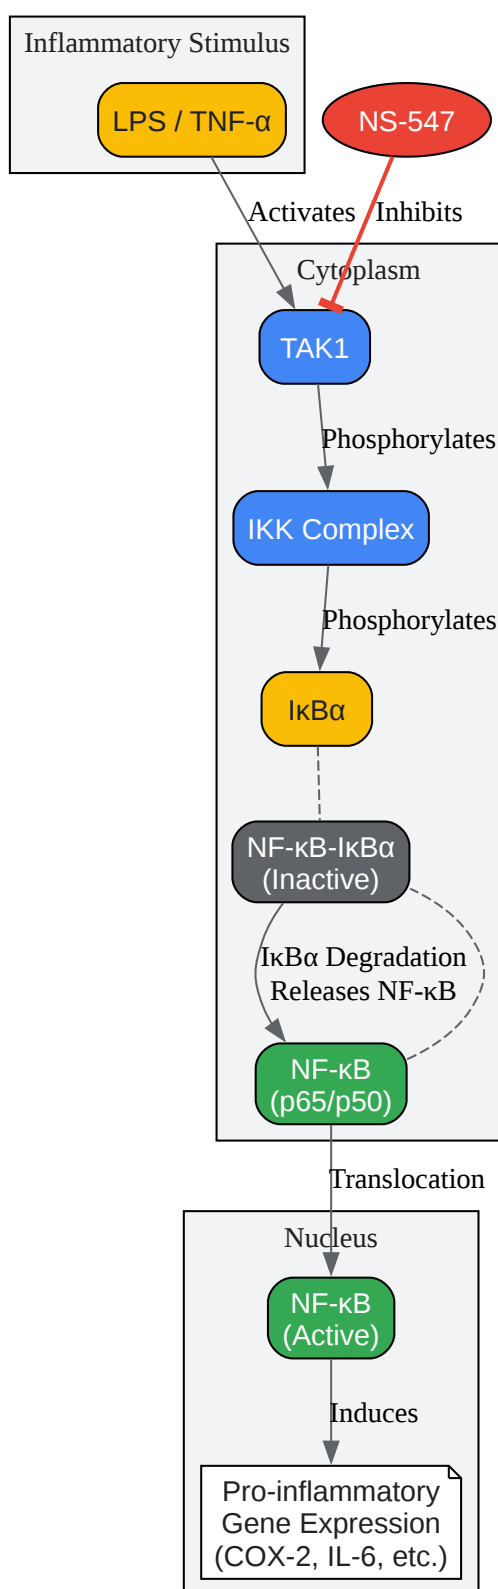 Inflammatory Stimulus
LPS / TNF-α
NS-547
Activates
Inhibits
Cytoplasm
TAK1
Phosphorylates
IKK Complex
Phosphorylates
IκBα
NF-κB-IκBα
(Inactive)
IκBα Degradation
Releases NF-κB
NF-κB
(p65/p50)
Translocation
Nucleus
NF-κB
(Active)
Induces
Pro-inflammatory
Gene Expression
(COX-2, IL-6, etc.)